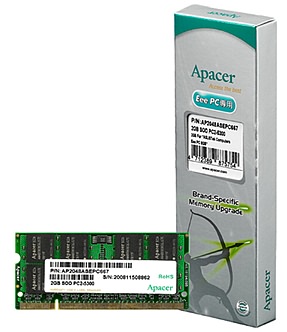 Apacer
Access the best
Eee PC專用
P/N:AP2048ASEPC667
2GB SOD PC2-5300
Brand-Specific
Memory Upgrade
P/N: AP2048ASEPC667
S/N: 200811508862
2GB SOD PC2-5300
RoHS
Apacer